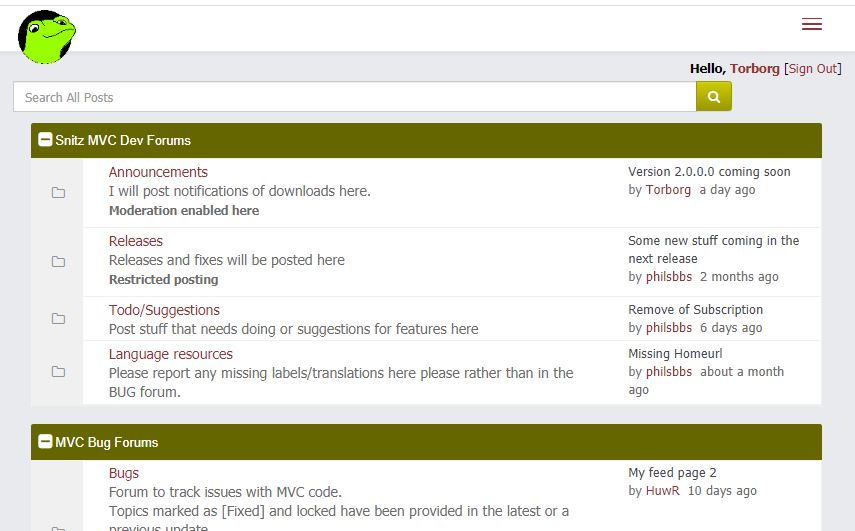 Hello, Torborg [Sign Out]
Search All Posts
Snitz MVC Dev Forums
Announcements
I will post notifications of downloads here.
Moderation enabled here
Version 2.0.0.0 coming soon
by Torborg a day ago
Releases
Releases and fixes will be posted here
Restricted posting
Some new stuff coming in the
next release
by philsbbs 2 months ago
Todo/Suggestions
Post stuff that needs doing or suggestions for features here
Remove of Subscription
by philsbbs 6 days ago
Language resources
Please report any missing labels/translations here please rather than in the
BUG forum.
Missing Homeurl
by philsbbs about a month
ago
MVC Bug Forums
Bugs
Forum to track issues with MVC code.
Topics marked as [Fixed] and locked have been provided in the latest or a
previous update
My feed page 2
by HuwR 10 days ago